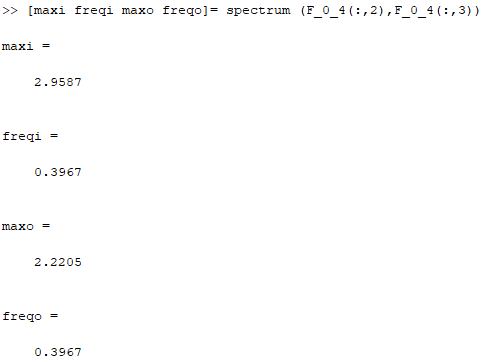 >> [maxi freqi maxo freqo]= spectrum (F_0_4(:,2),F_0_4(:,3))
maxi =
2.9587
freqi =
0.3967
maxo =
2.2205
freqo =
0.3967